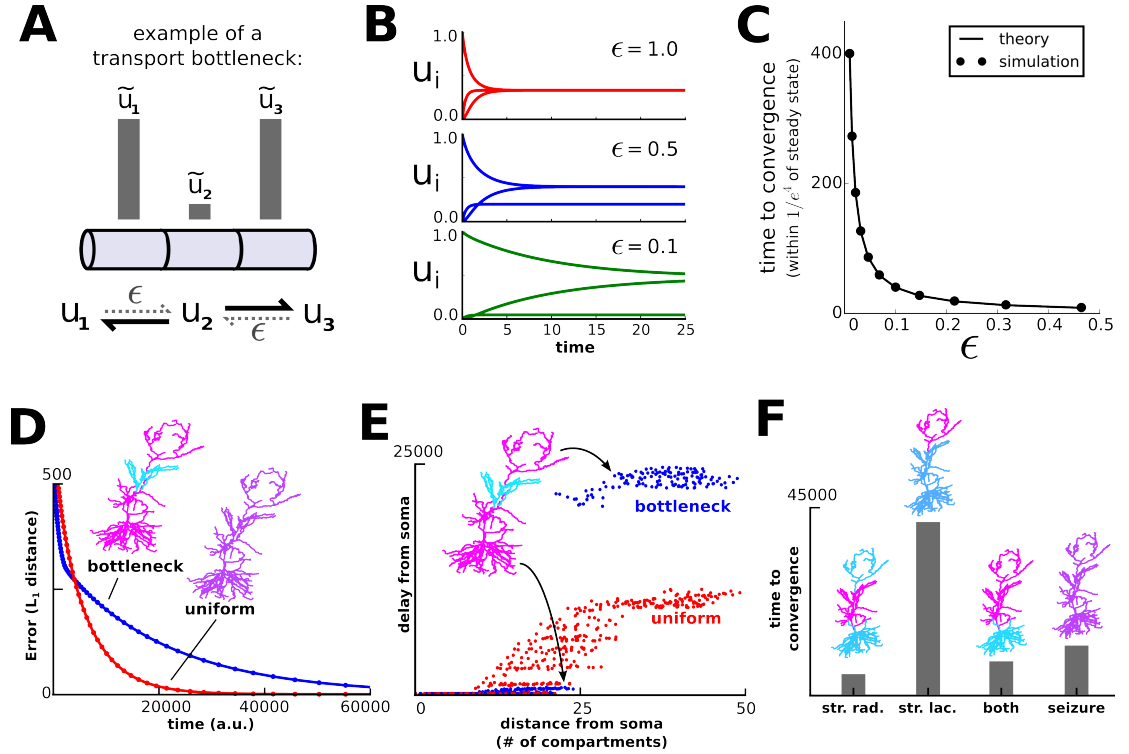 A
example of a
transport bottleneck:
ũ1
ũ2
ũ3
ϵ
u1
u2
u3
ϵ
B
1.0
ui
0.0
ϵ = 1.0
1.0
ui
0.0
ϵ = 0.5
1.0
ui
0.0
ϵ = 0.1
0 5 10 15 20 25
time
C
time to convergence
(within 1/e⁴ of steady state)
400
200
0
theory
simulation
0 0.1 0.2 0.3 0.4 0.5
ϵ
D
500
Error (L1 distance)
0
bottleneck
uniform
20000 40000 60000
time (a.u.)
E
25000
delay from soma
bottleneck
uniform
0 25 50
distance from soma
(# of compartments)
F
45000
time to
convergence
str. rad. str. lac. both seizure